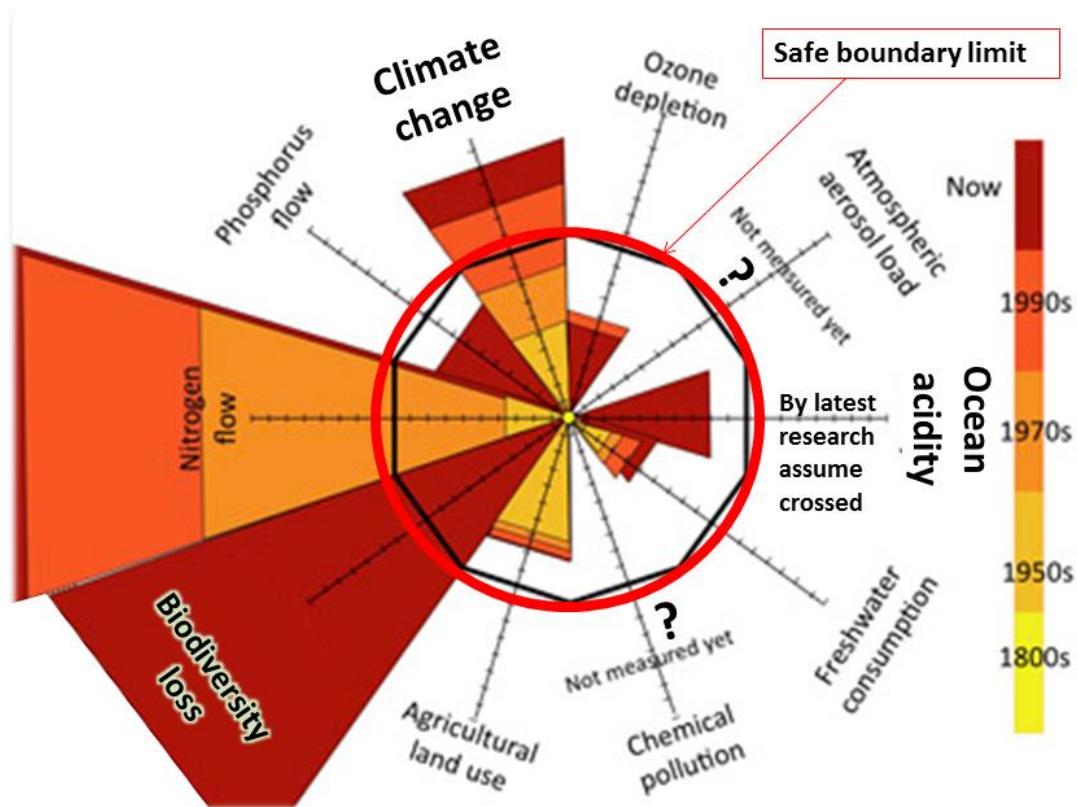 Safe boundary limit
Climate
change
Ozone
depletion
Phosphorus
flow
Atmospheric
aerosol load
Not measured yet
?
Now
1990s
1970s
1950s
1800s
Nitrogen
flow
By latest
research
assume
crossed
Ocean
acidity
Biodiversity
loss
Freshwater
consumption
?
Not measured yet
Agricultural
land use
Chemical
pollution